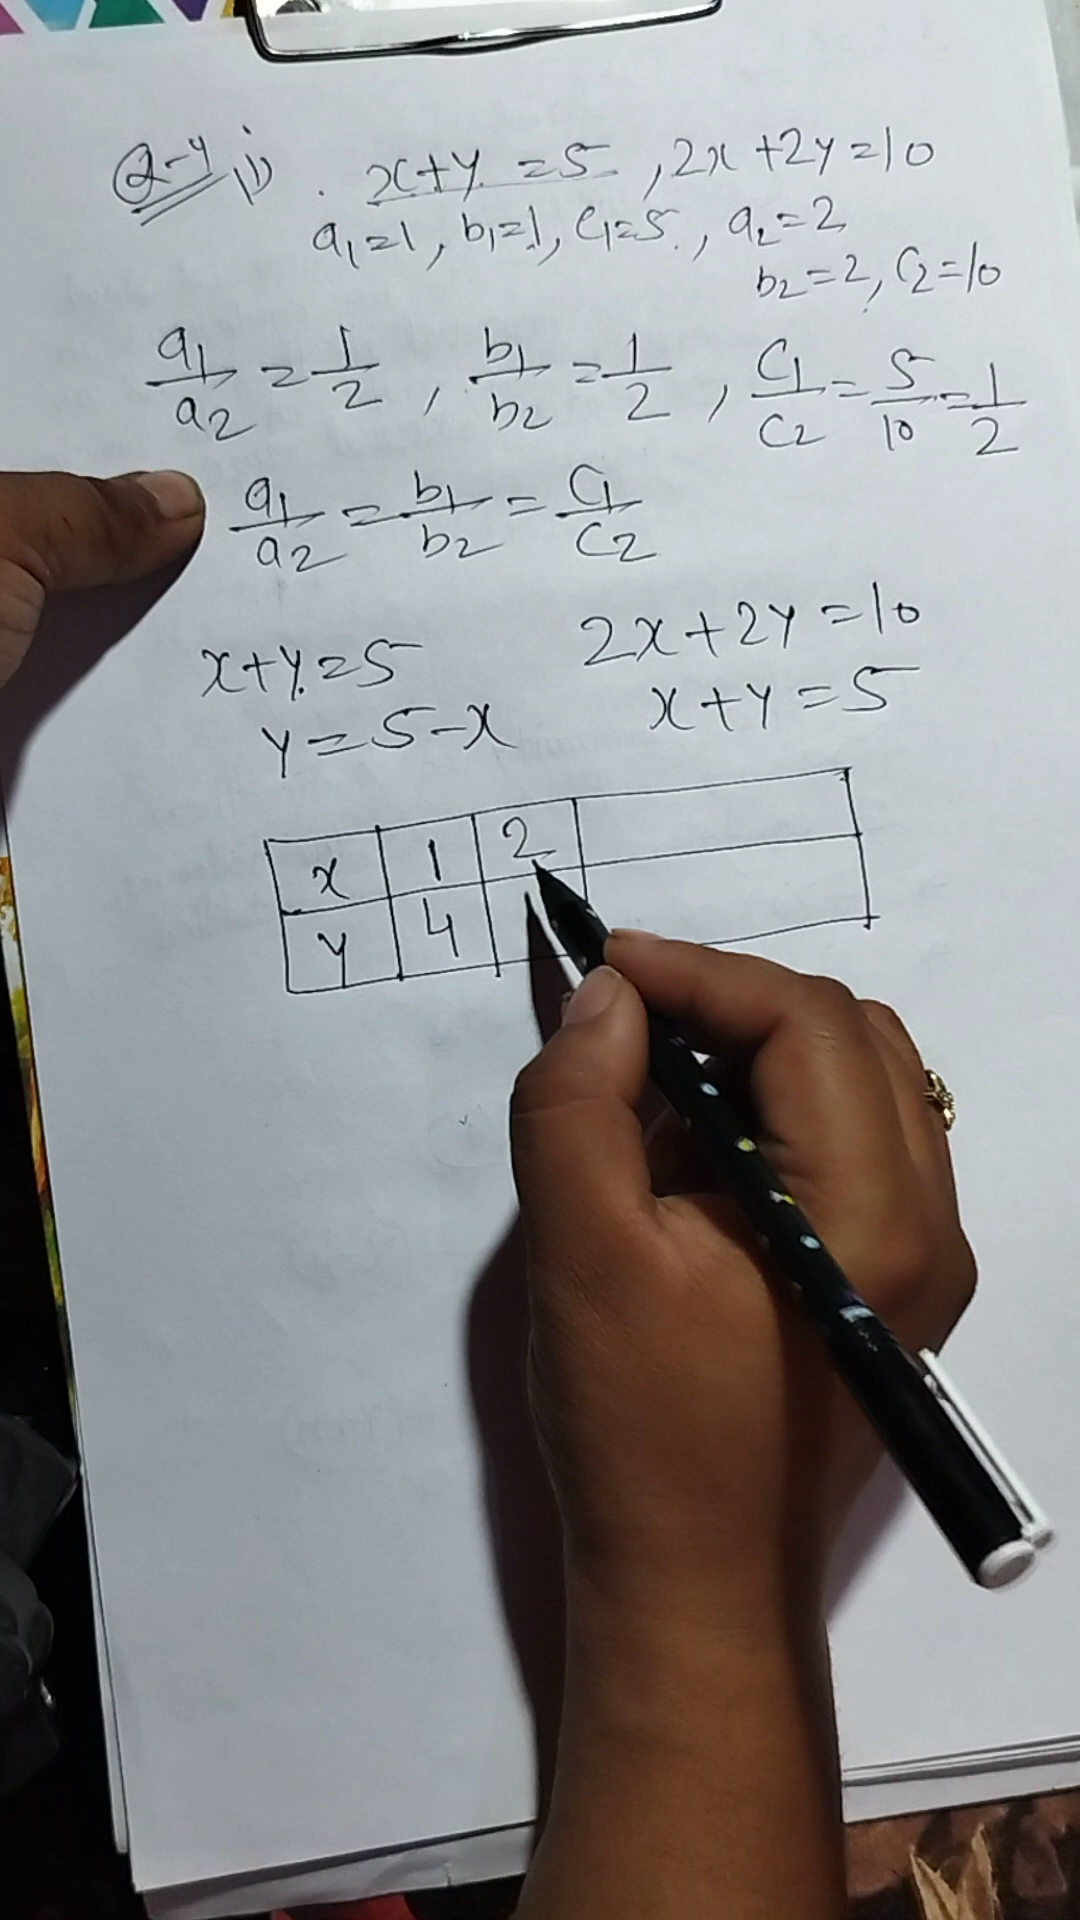 Q-4 i) . x+y=5, 2x+2y=10
a₁=1, b₁=1, c₁=5., a₂=2
b₂=2, c₂=10
a₁/a₂ = 1/2, b₁/b₂ = 1/2, c₁/c₂ = 5/10 = 1/2
a₁/a₂ = b₁/b₂ = c₁/c₂
x+y=5 2x+2y=10
y=5-x x+y=5
x 1 2
y 4